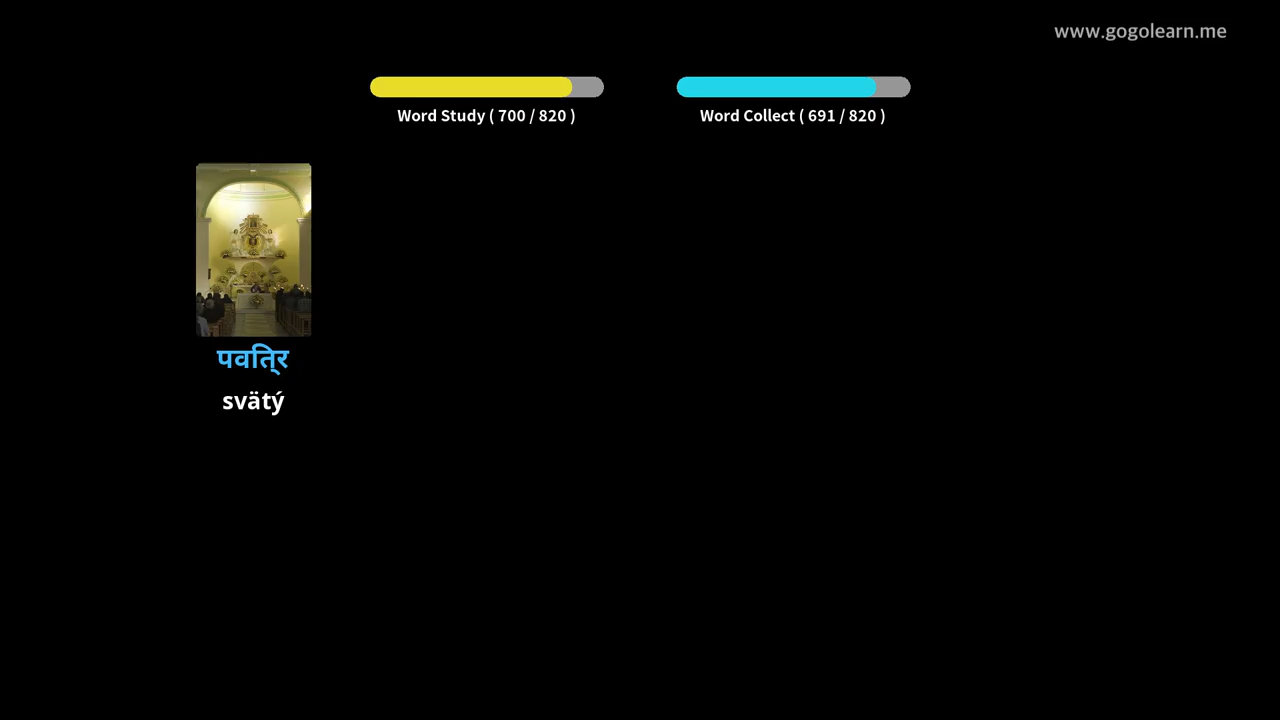 www.gogolearn.me
Word Study ( 700 / 820 )
Word Collect ( 691 / 820 )
पवित्र
svätý